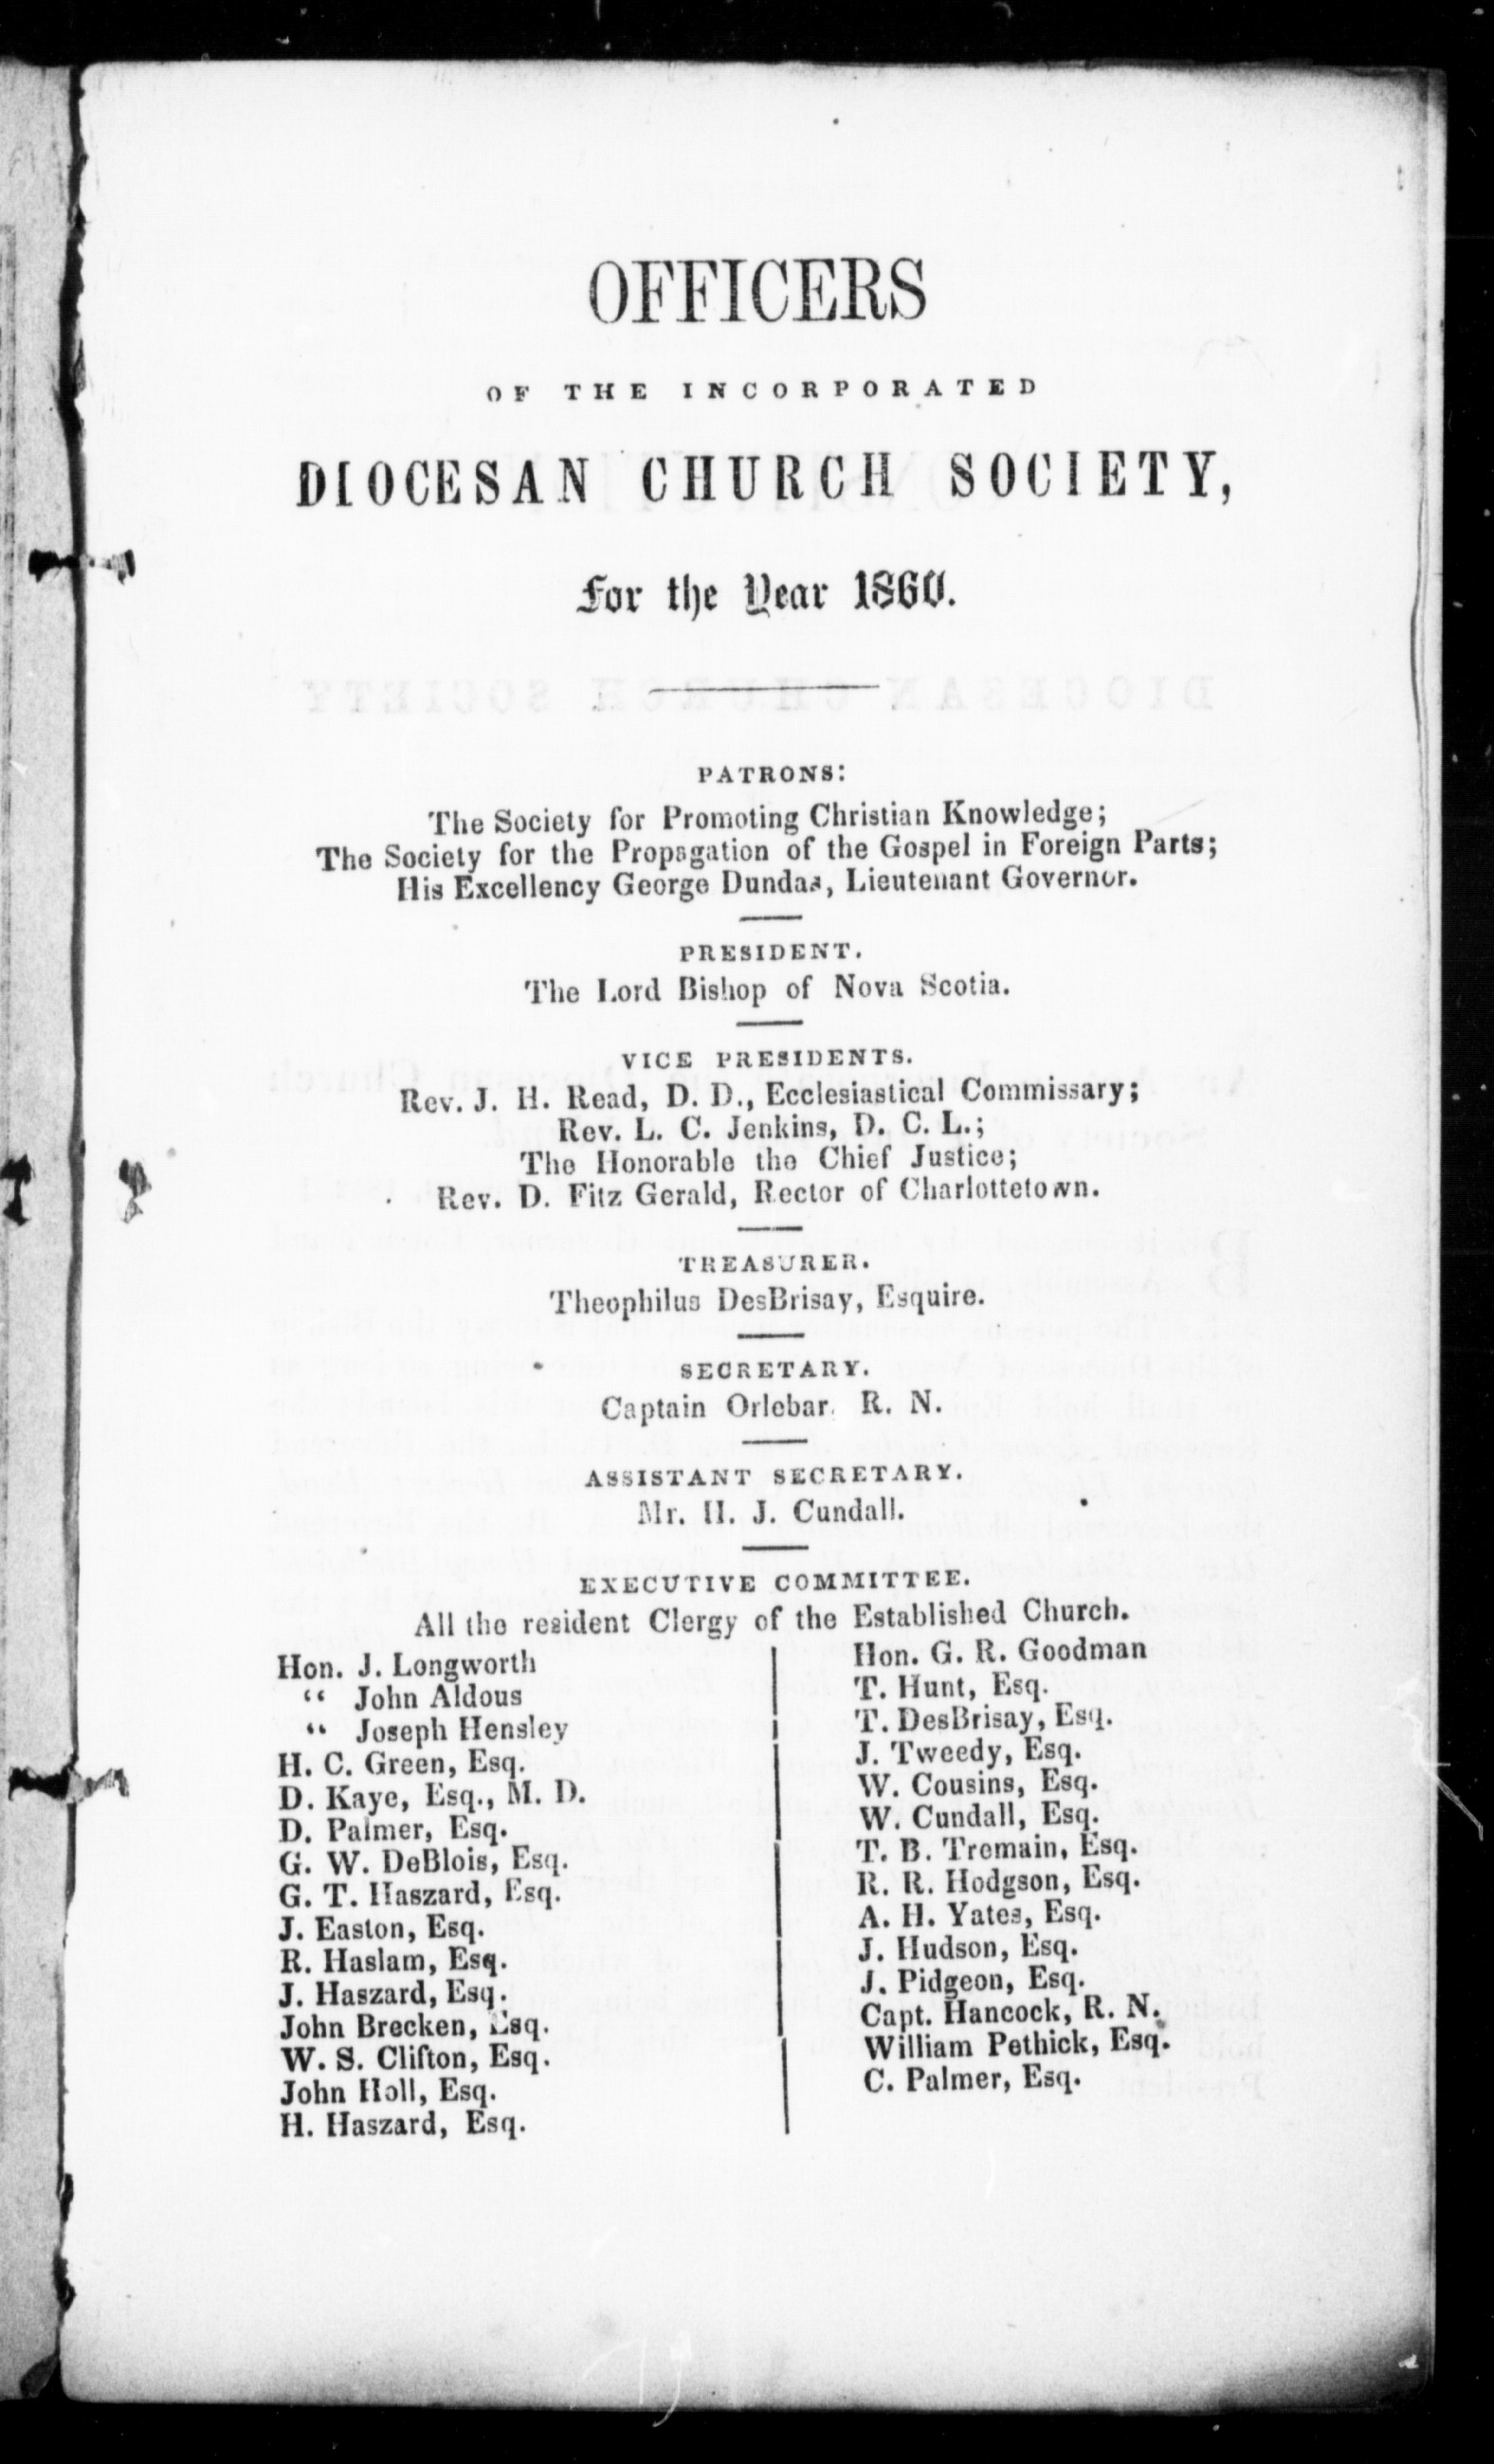 OFFICERS
OF THE INCORPORATED
DIOCESAN CHURCH SOCIETY,
For the Year 1860.
PATRONS:
The Society for Promoting Christian Knowledge;
The Society for the Propagation of the Gospel in Foreign Parts;
His Excellency George Dundas, Lieutenant Governor.
PRESIDENT.
The Lord Bishop of Nova Scotia.
VICE PRESIDENTS.
Rev. J. H. Read, D. D., Ecclesiastical Commissary;
Rev. L. C. Jenkins, D. C. L.;
The Honorable the Chief Justice;
Rev. D. Fitz Gerald, Rector of Charlottetown.
TREASURER.
Theophilus DesBrisay, Esquire.
SECRETARY.
Captain Orlebar, R. N.
ASSISTANT SECRETARY.
Mr. H. J. Cundall.
EXECUTIVE COMMITTEE.
All the resident Clergy of the Established Church.
Hon. J. Longworth
“ John Aldous
“ Joseph Hensley
H. C. Green, Esq.
D. Kaye, Esq., M. D.
D. Palmer, Esq.
G. W. DeBlois, Esq.
G. T. Haszard, Esq.
J. Easton, Esq.
R. Haslam, Esq.
J. Haszard, Esq.
John Brecken, Esq.
W. S. Clifton, Esq.
John Holl, Esq.
H. Haszard, Esq.
Hon. G. R. Goodman
T. Hunt, Esq.
T. DesBrisay, Esq.
J. Tweedy, Esq.
W. Cousins, Esq.
W. Cundall, Esq.
T. B. Tremain, Esq.
R. R. Hodgson, Esq.
A. H. Yates, Esq.
J. Hudson, Esq.
J. Pidgeon, Esq.
Capt. Hancock, R. N.
William Pethick, Esq.
C. Palmer, Esq.